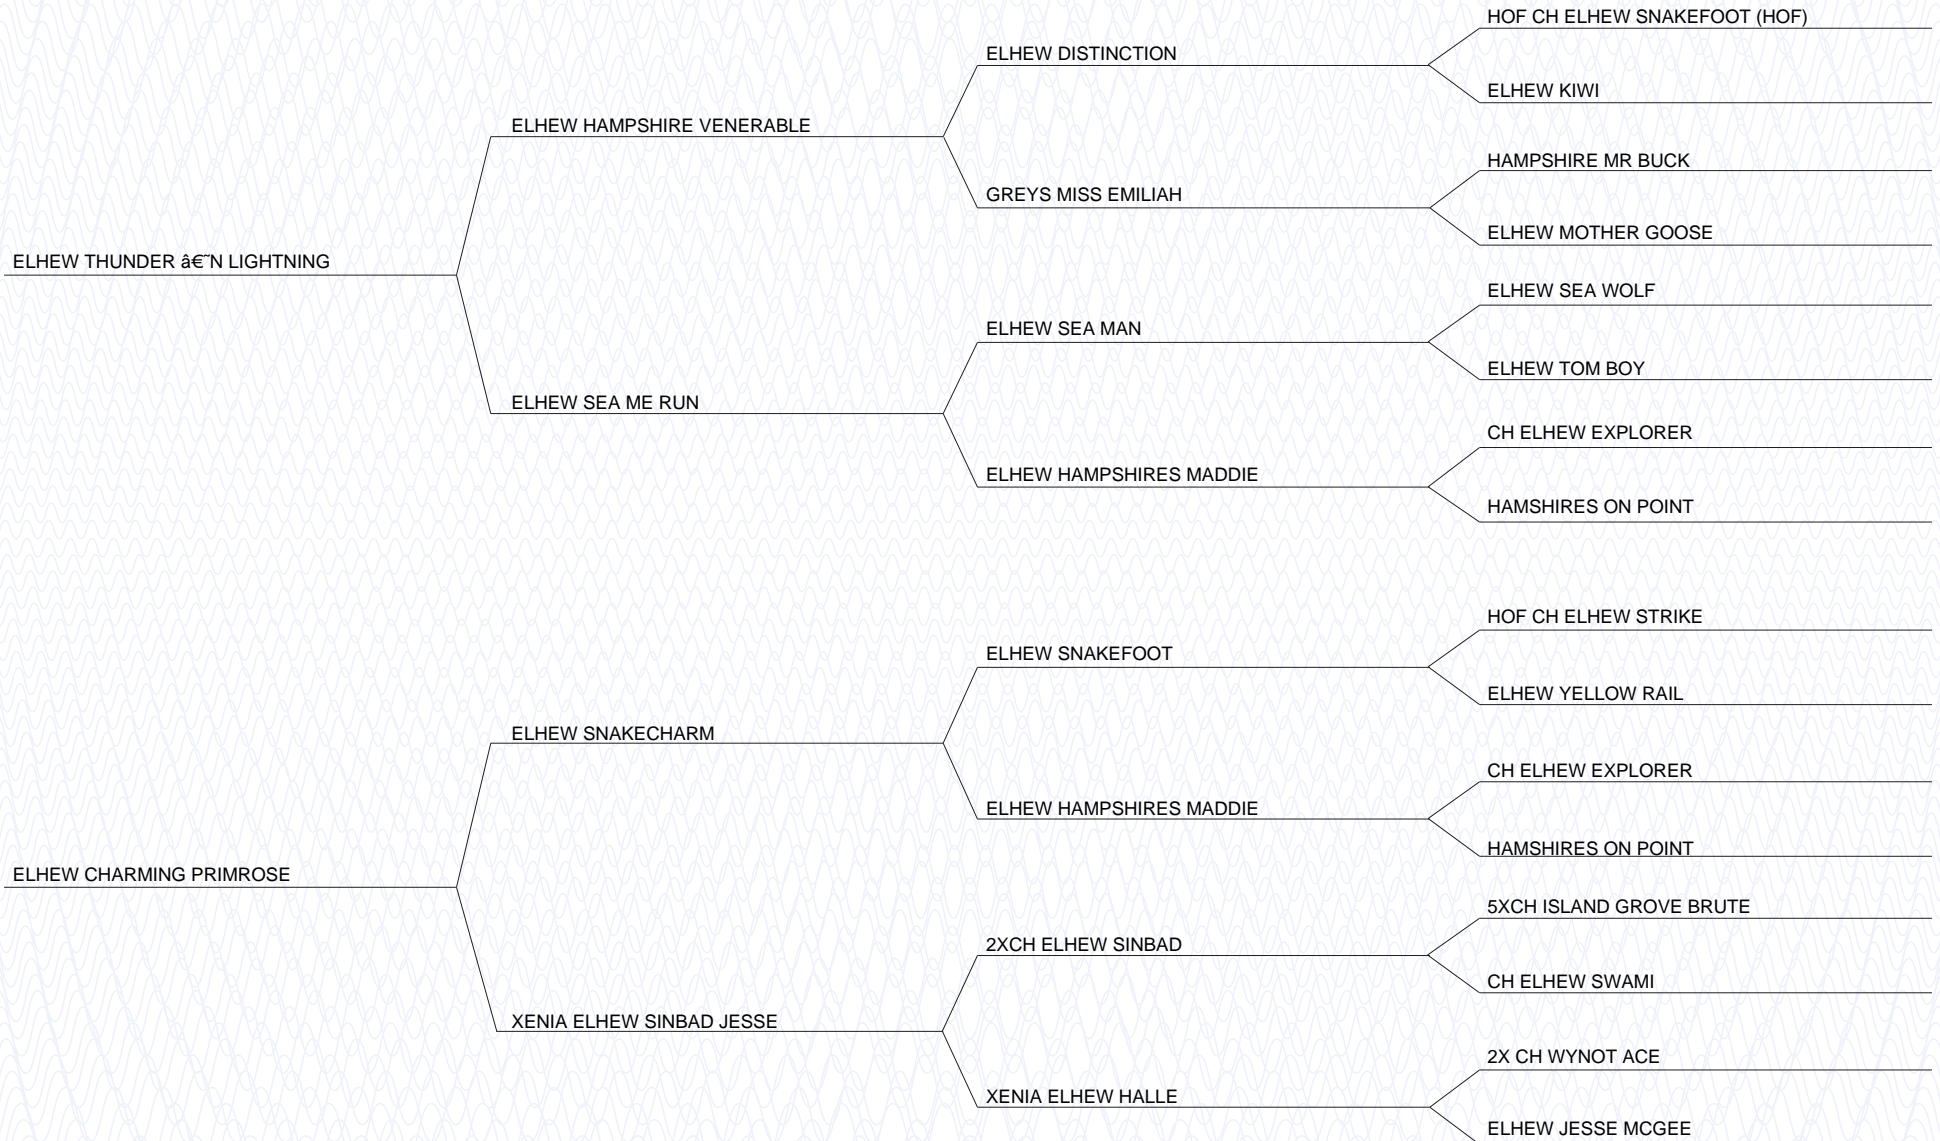 HOF CH ELHEW SNAKEFOOT (HOF)
ELHEW DISTINCTION
ELHEW KIWI
ELHEW HAMPSHIRE VENERABLE
HAMPSHIRE MR BUCK
GREYS MISS EMILIAH
ELHEW MOTHER GOOSE
ELHEW THUNDER â€˜N LIGHTNING
ELHEW SEA WOLF
ELHEW SEA MAN
ELHEW TOM BOY
ELHEW SEA ME RUN
CH ELHEW EXPLORER
ELHEW HAMPSHIRES MADDIE
HAMSHIRES ON POINT
HOF CH ELHEW STRIKE
ELHEW SNAKEFOOT
ELHEW YELLOW RAIL
ELHEW SNAKECHARM
CH ELHEW EXPLORER
ELHEW HAMPSHIRES MADDIE
HAMSHIRES ON POINT
ELHEW CHARMING PRIMROSE
5XCH ISLAND GROVE BRUTE
2XCH ELHEW SINBAD
CH ELHEW SWAMI
XENIA ELHEW SINBAD JESSE
2X CH WYNOT ACE
XENIA ELHEW HALLE
ELHEW JESSE MCGEE